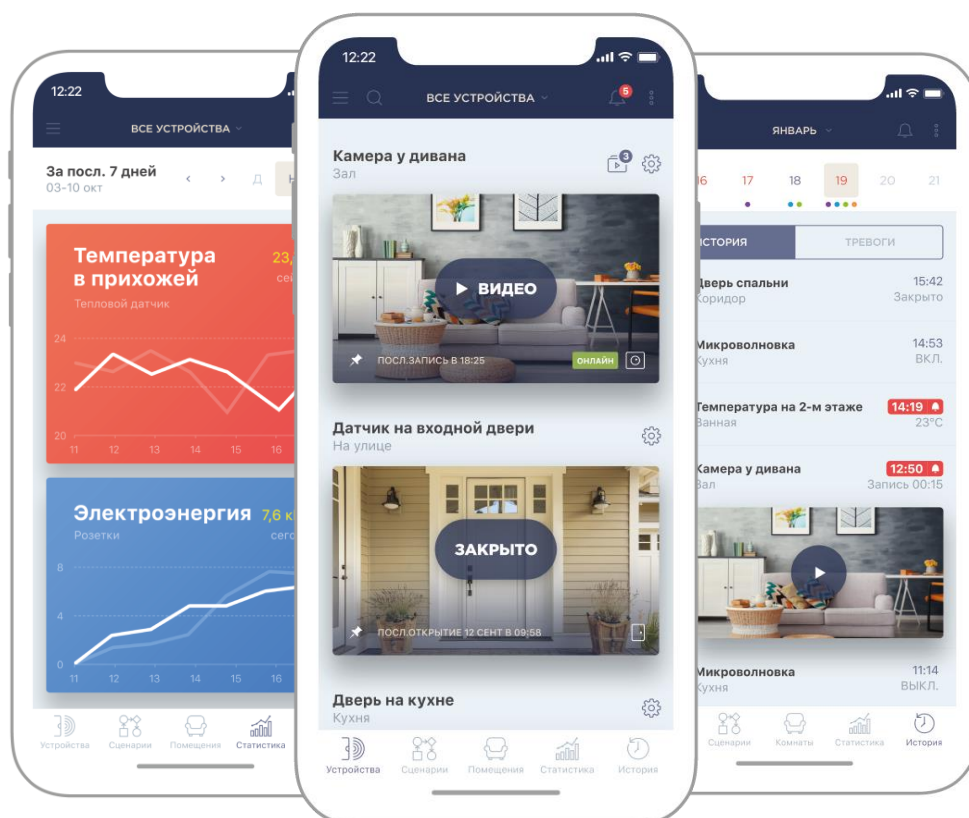 12:22
ВСЕ УСТРОЙСТВА
За посл. 7 дней
03-10 окт
Д
Температура
в прихожей
23,
Тепловой датчик
сей
24
22
20
11 12 13 14 15 16
Электроэнергия
7,6 к
Розетки
сего
8
4
0
11 12 13 14 15 16
Устройства Сценарии Помещения Статистика
12:22
ВСЕ УСТРОЙСТВА
5
Камера у дивана
Зал
3
ВИДЕО
ПОСЛ.ЗАПИСЬ В 18:25
ОНЛАЙН
Датчик на входной двери
На улице
ЗАКРЫТО
ПОСЛ.ОТКРЫТИЕ 12 СЕНТ В 09:58
Дверь на кухне
Кухня
Устройства Сценарии Помещения Статистика История
ЯНВАРЬ
16 17 18 19 20 21
ИСТОРИЯ ТРЕВОГИ
Дверь спальни 15:42
Коридор Закрыто
Микроволновка 14:53
Кухня ВКЛ.
Температура на 2-м этаже 14:19
Ванная 23°C
Камера у дивана 12:50
Зал Запись 00:15
Микроволновка 11:14
Кухня ВЫКЛ.
Сценарии Комнаты Статистика История